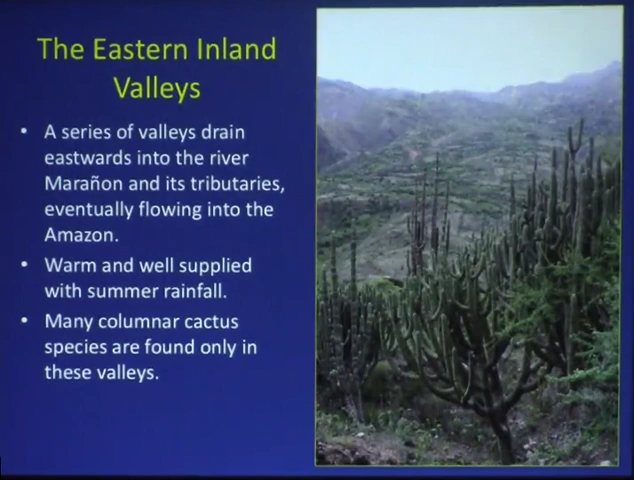 The Eastern Inland
Valleys
• A series of valleys drain
eastwards into the river
Marañon and its tributaries,
eventually flowing into the
Amazon.
• Warm and well supplied
with summer rainfall.
• Many columnar cactus
species are found only in
these valleys.